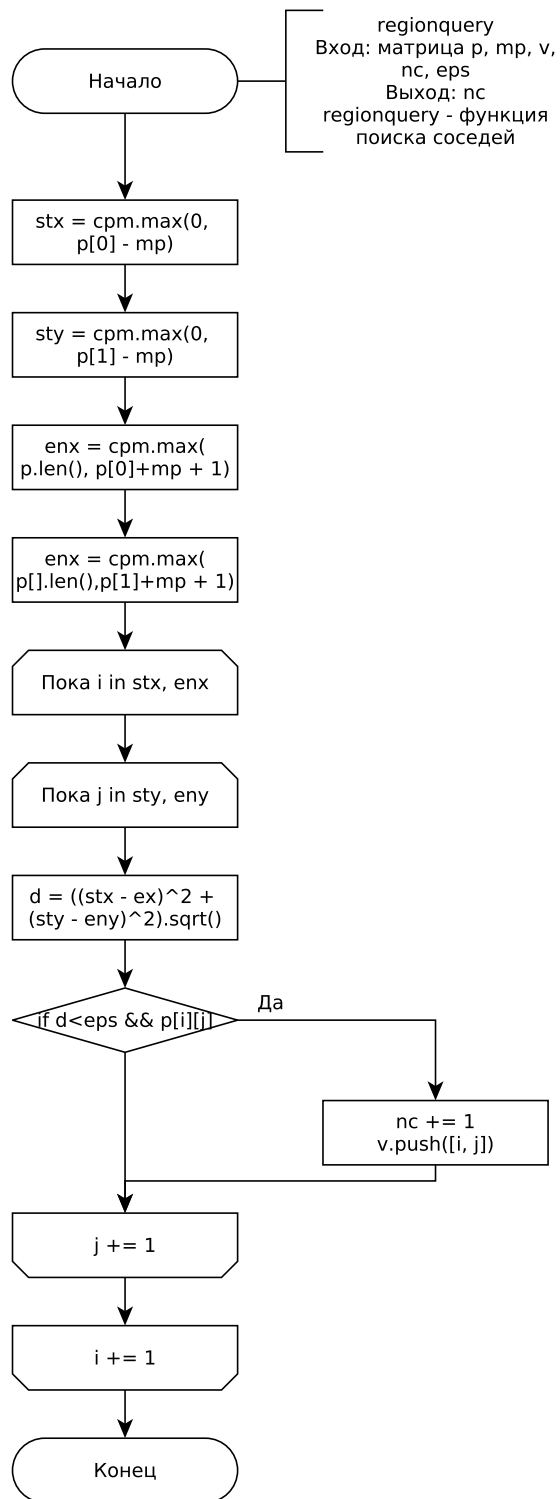 regionquery
Вход: матрица p, mp, v,
nc, eps
Выход: nc
regionquery - функция
поиска соседей
Начало
stx = cpm.max(0,
p[0] - mp)
sty = cpm.max(0,
p[1] - mp)
enx = cpm.max(
p.len(), p[0]+mp + 1)
enx = cpm.max(
p[].len(),p[1]+mp + 1)
Пока i in stx, enx
Пока j in sty, eny
d = ((stx - ex)^2 +
(sty - eny)^2).sqrt()
if d<eps && p[i][j]
Да
nc += 1
v.push([i, j])
j += 1
i += 1
Конец